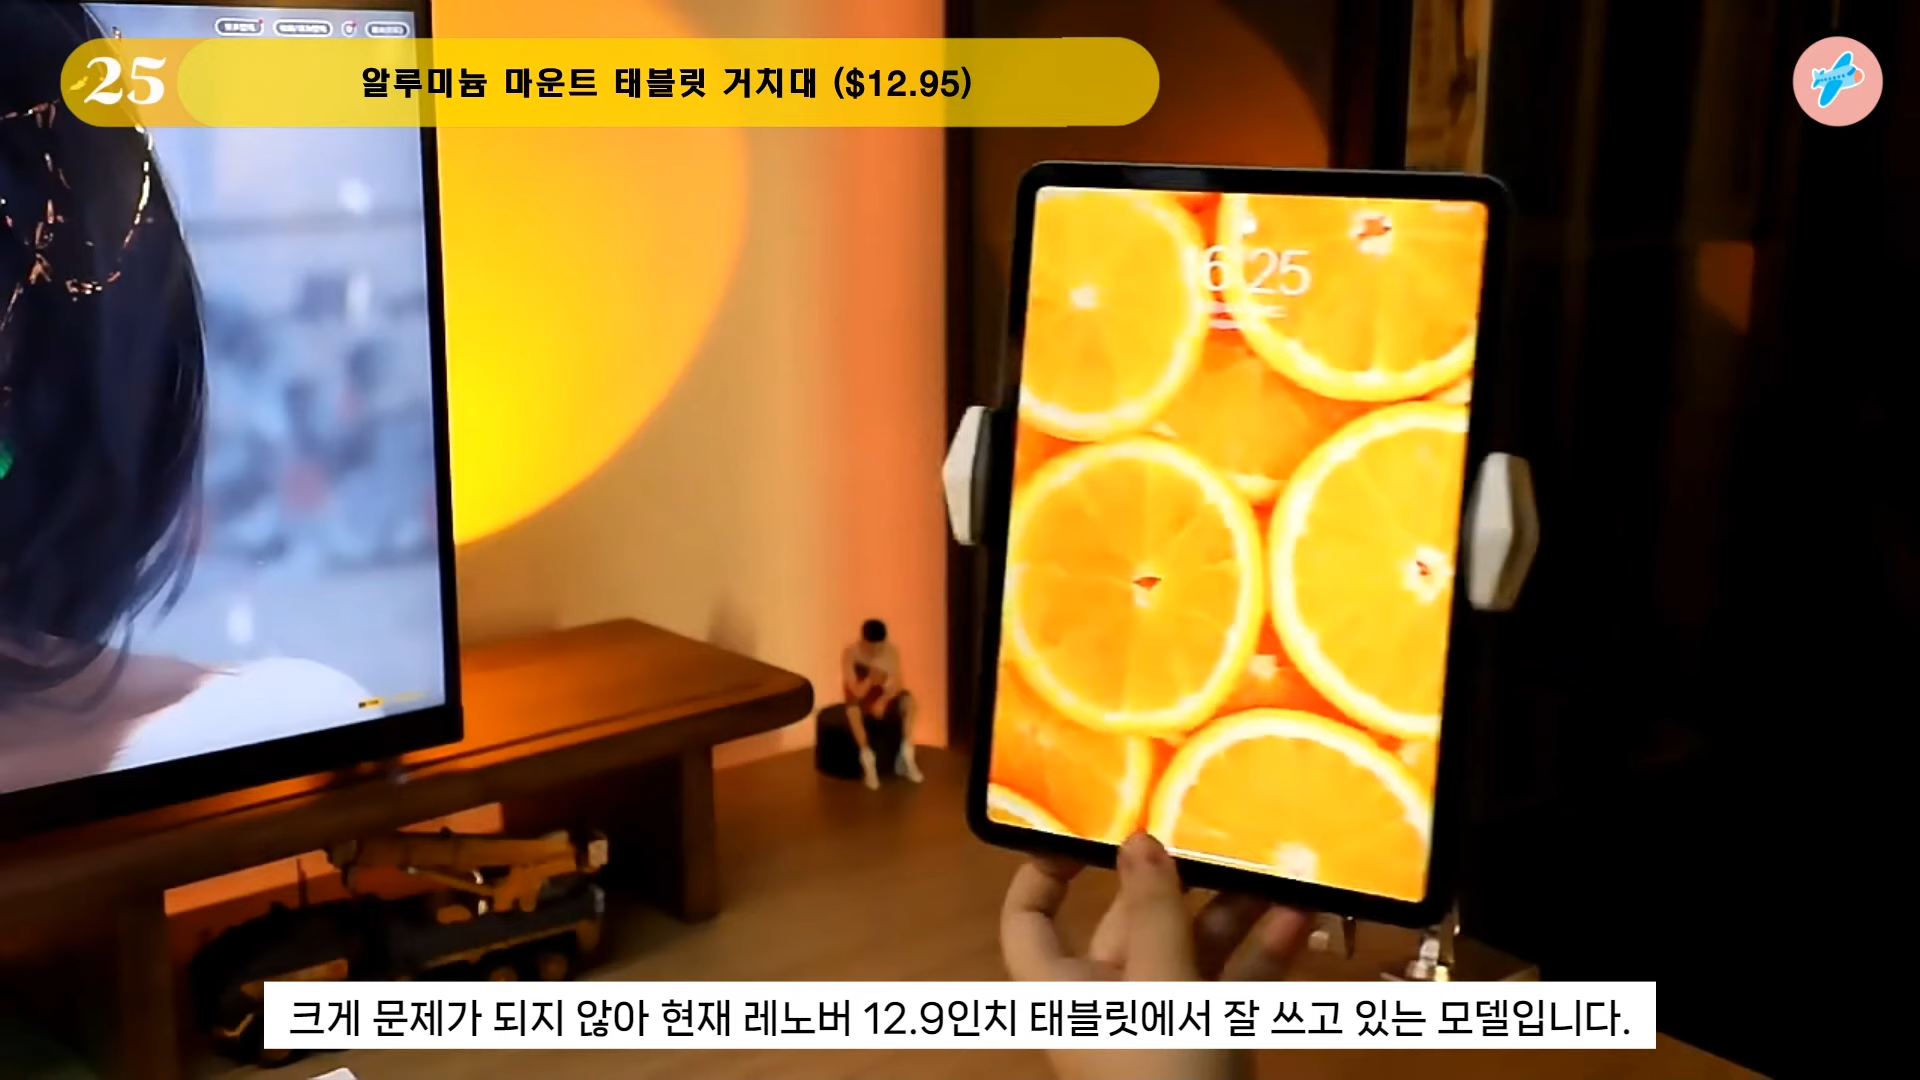 25
알루미늄 마운트 태블릿 거치대 ($12.95)
6:25
크게 문제가 되지 않아 현재 레노버 12.9인치 태블릿에서 잘 쓰고 있는 모델입니다.